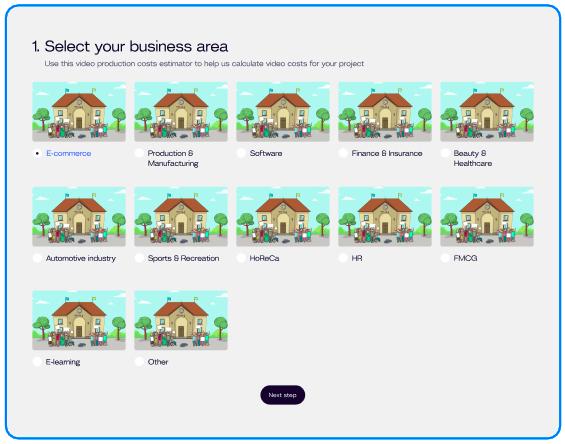 1. Select your business area
Use this video production costs estimator to help us calculate video costs for your project
E-commerce
Production &
Manufacturing
Software
Finance & Insurance
Beauty &
Healthcare
Automotive industry
Sports & Recreation
HoReCa
HR
FMCG
E-learning
Other
Next step